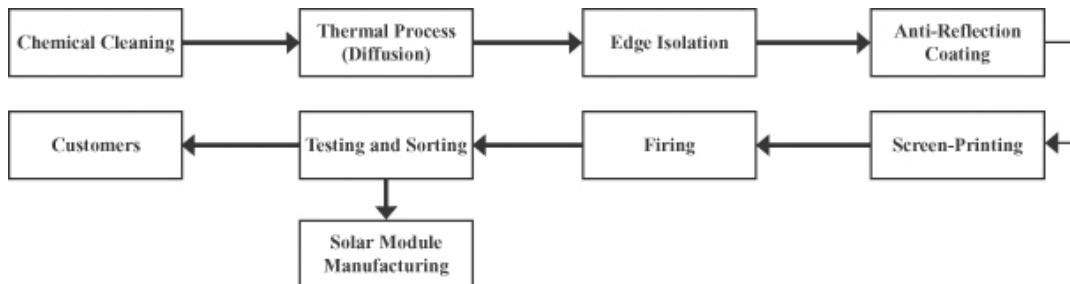 Chemical Cleaning
Thermal Process
(Diffusion)
Edge Isolation
Anti-Reflection
Coating
Customers
Testing and Sorting
Firing
Screen-Printing
Solar Module
Manufacturing